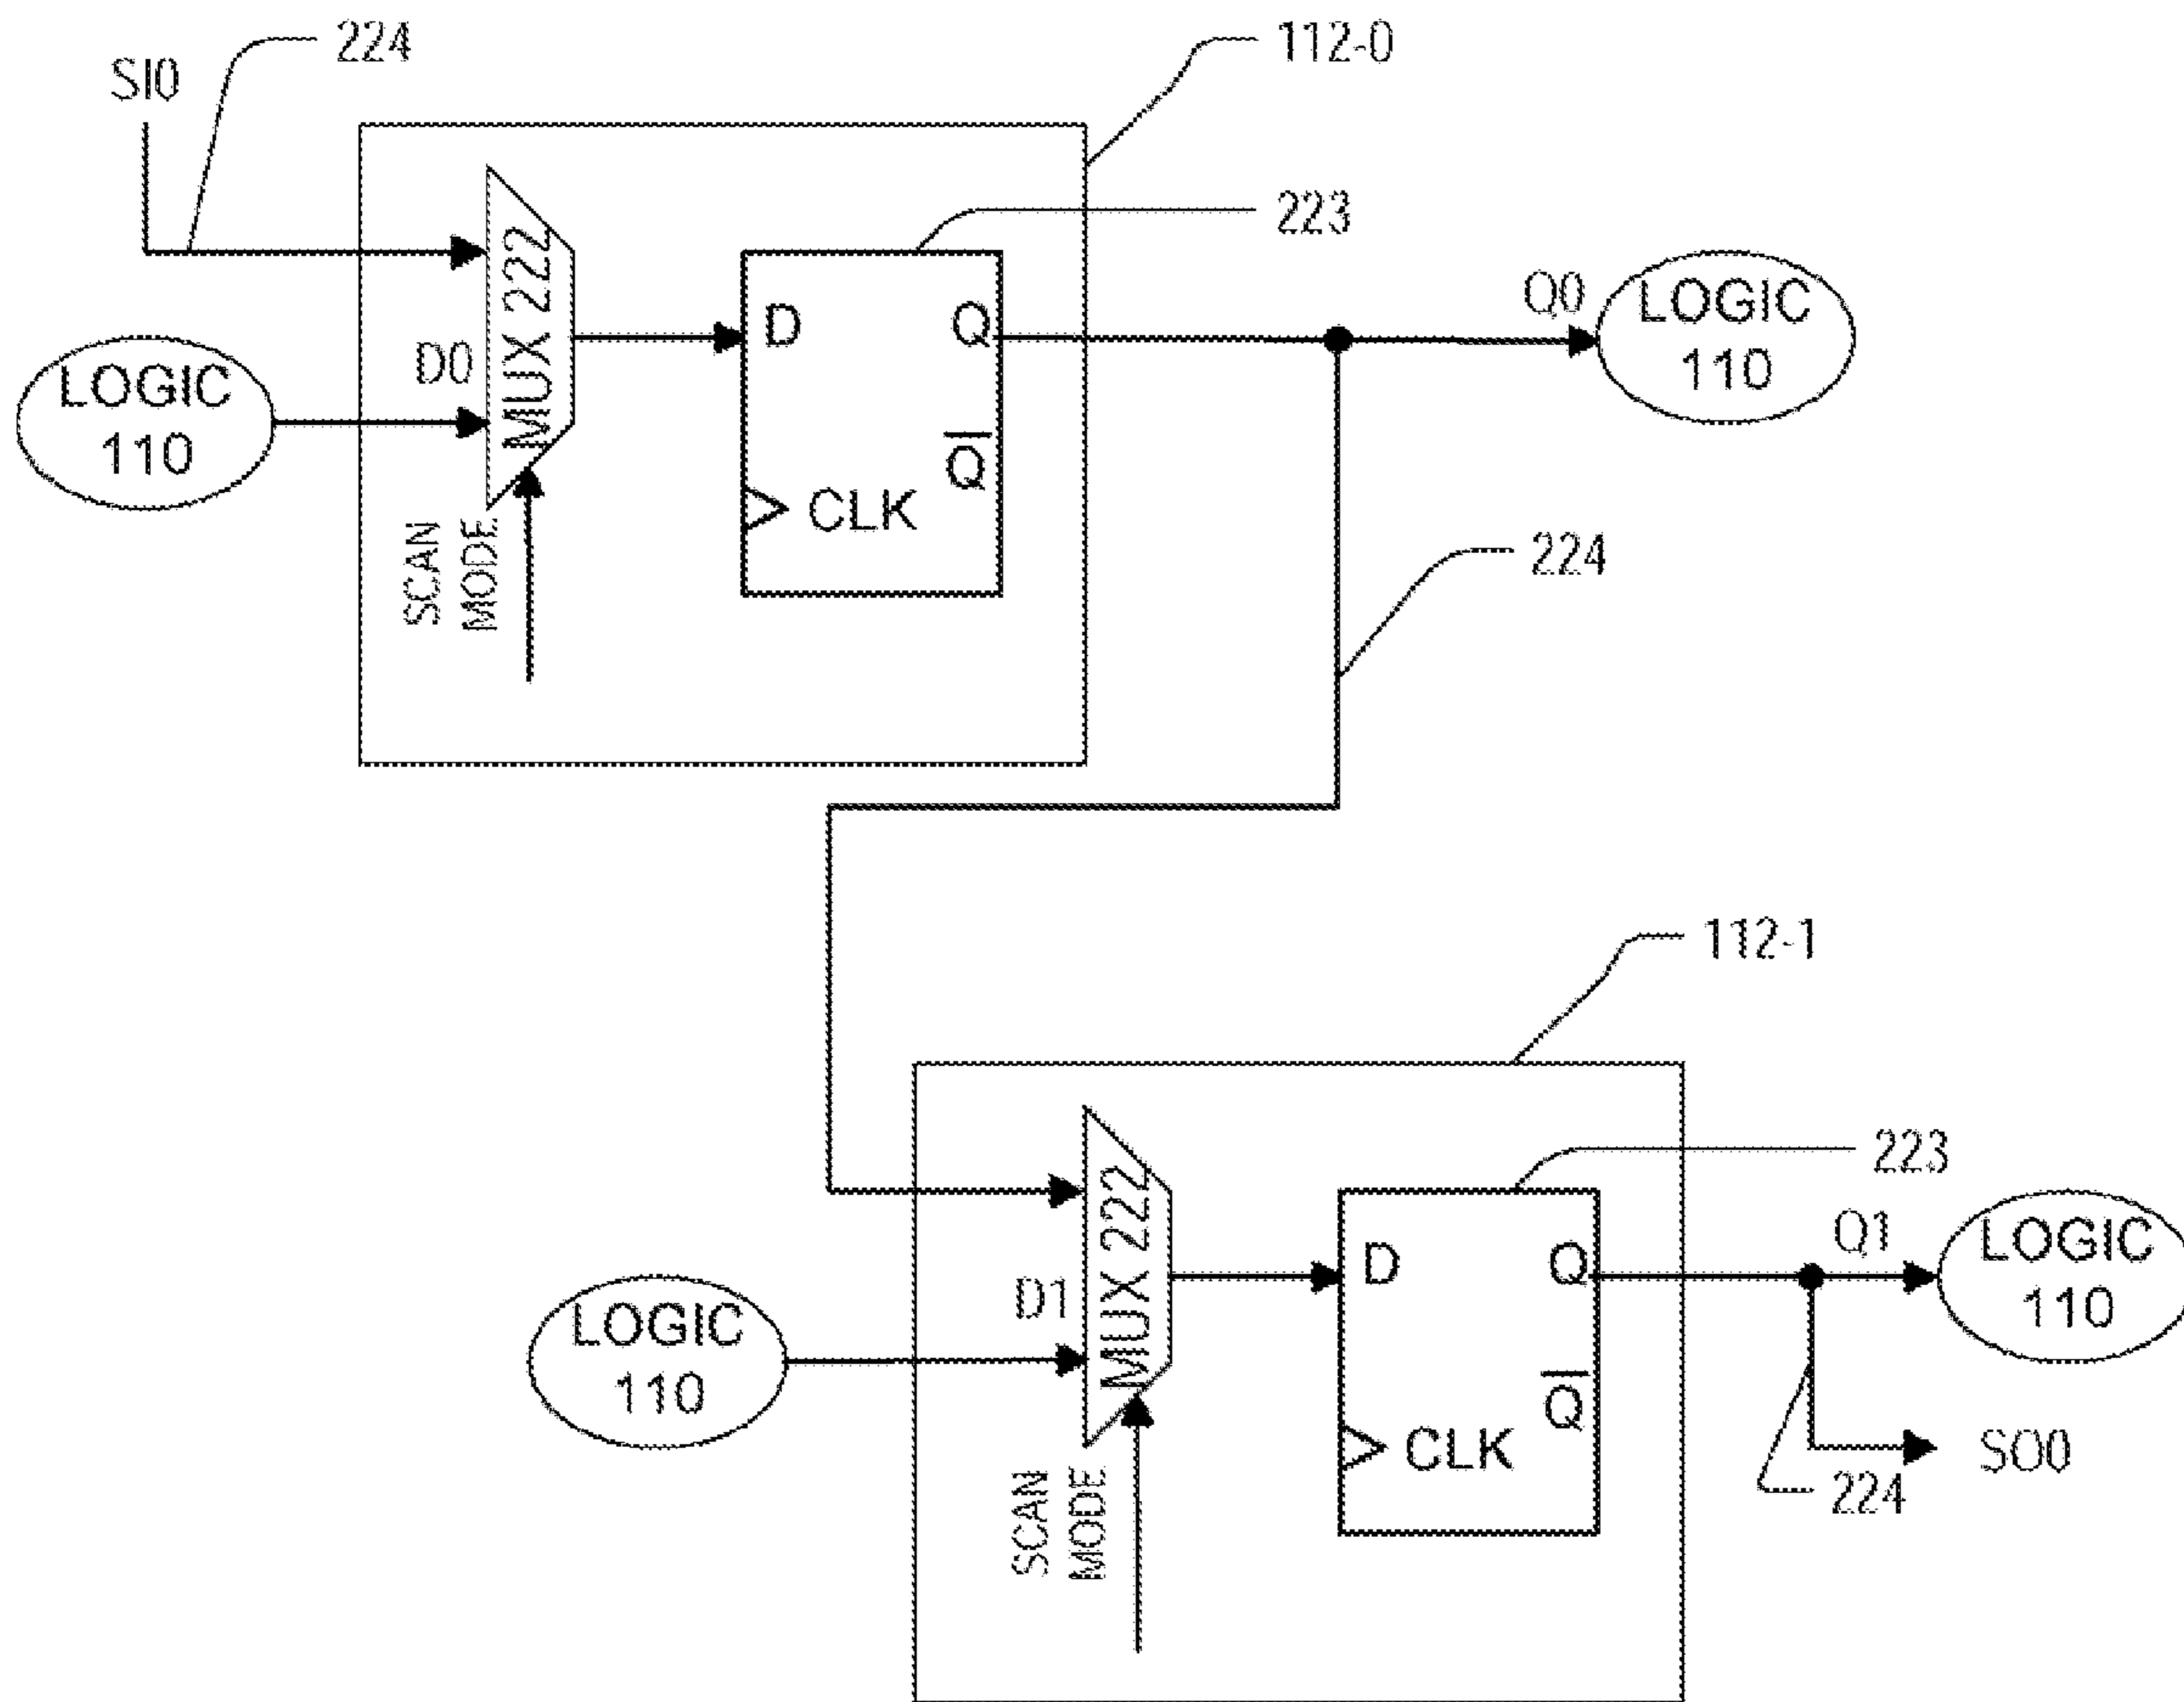 224
112-0
SI0
223
MUX 222
D
Q
Q0
LOGIC
110
D0
LOGIC
110
Q
CLK
SCAN
MODE
224
112-1
223
MUX 222
D
Q
Q1
LOGIC
110
D1
LOGIC
110
Q
CLK
SCAN
MODE
SO0
224